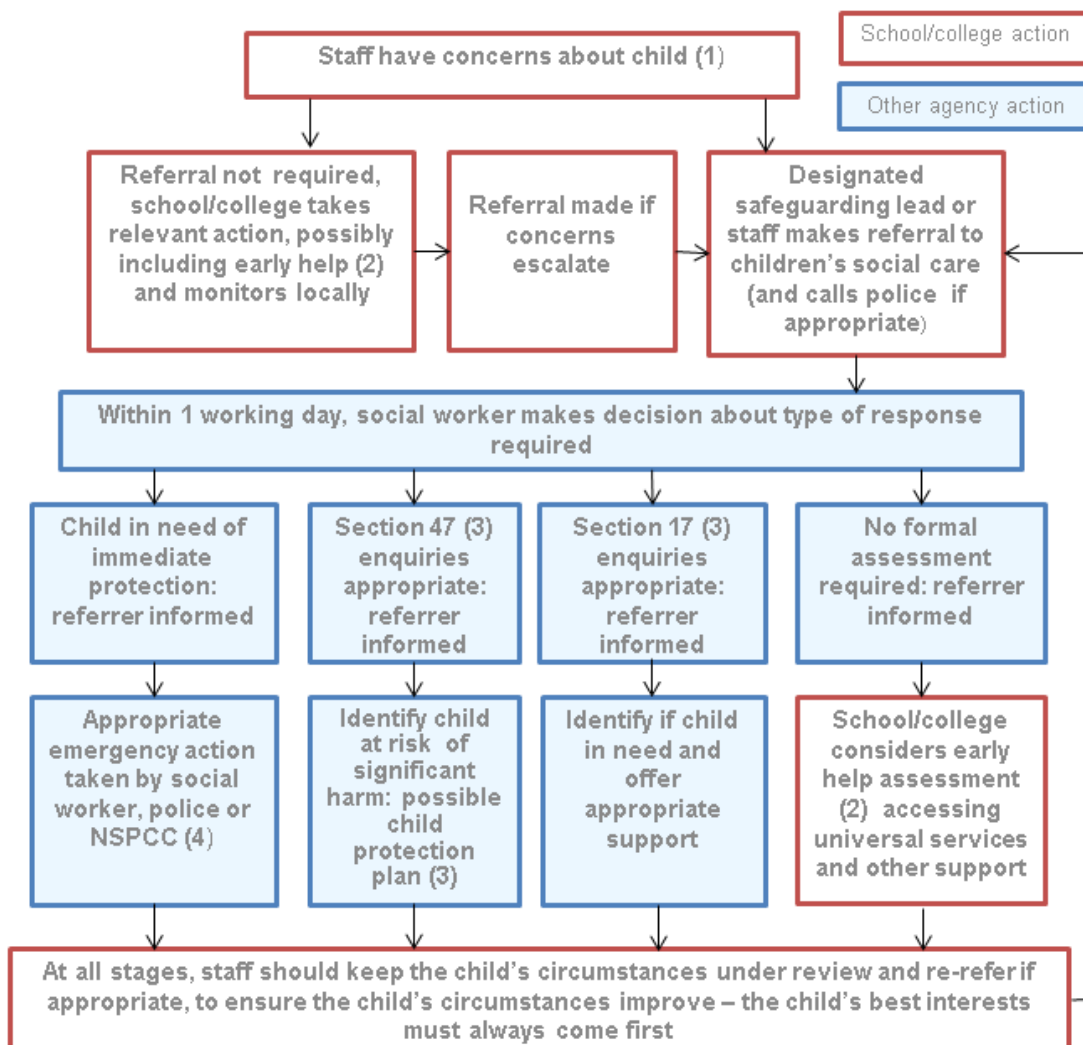 School/college action
Staff have concerns about child (1)
Other agency action
Referral not required,
school/college takes
relevant action, possibly
including early help (2)
and monitors locally
Referral made if
concerns
escalate
Designated
safeguarding lead or
staff makes referral to
children's social care
(and calls police if
appropriate)
Within 1 working day, social worker makes decision about type of response
required
Child in need of
immediate
protection:
referrer informed
Section 47 (3)
enquiries
appropriate:
referrer
informed
Section 17 (3)
enquiries
appropriate:
referrer
informed
No formal
assessment
required: referrer
informed
Appropriate
emergency action
taken by social
worker, police or
NSPCC (4)
Identify child
at risk of
significant
harm: possible
child
protection
plan (3)
Identify if child
in need and
offer
appropriate
support
School/college
considers early
help assessment
(2) accessing
universal services
and other support
At all stages, staff should keep the child's circumstances under review and re-refer if
appropriate, to ensure the child's circumstances improve – the child's best interests
must always come first